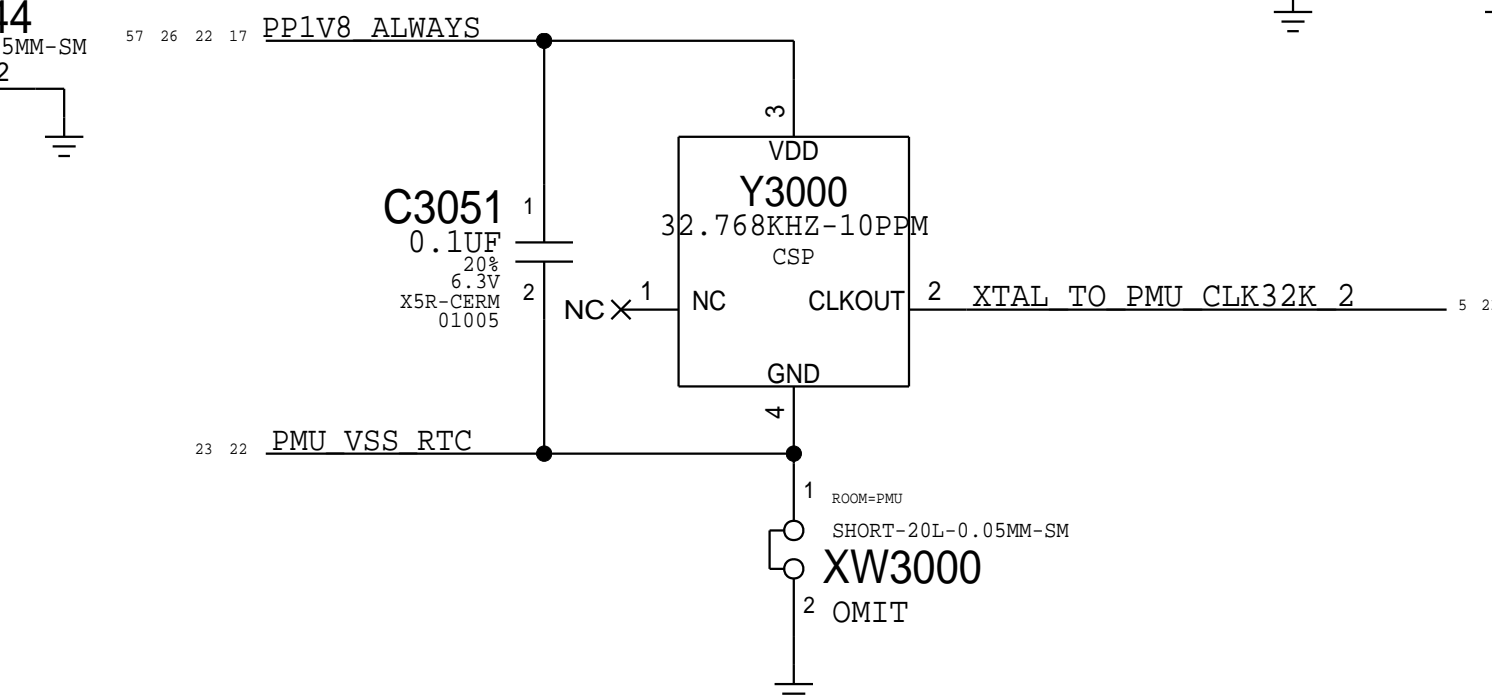 44
5MM-SM
2
57 26 22 17 PP1V8_ALWAYS
3
VDD
Y3000
32.768KHZ-10PPM
CSP
C3051
1
0.1UF
20%
6.3V
X5R-CERM
2
01005
NC
1
NC
CLKOUT
2
XTAL_TO_PMU_CLK32K_2
5
GND
4
23 22 PMU_VSS_RTC
1
ROOM=PMU
SHORT-20L-0.05MM-SM
XW3000
2
OMIT